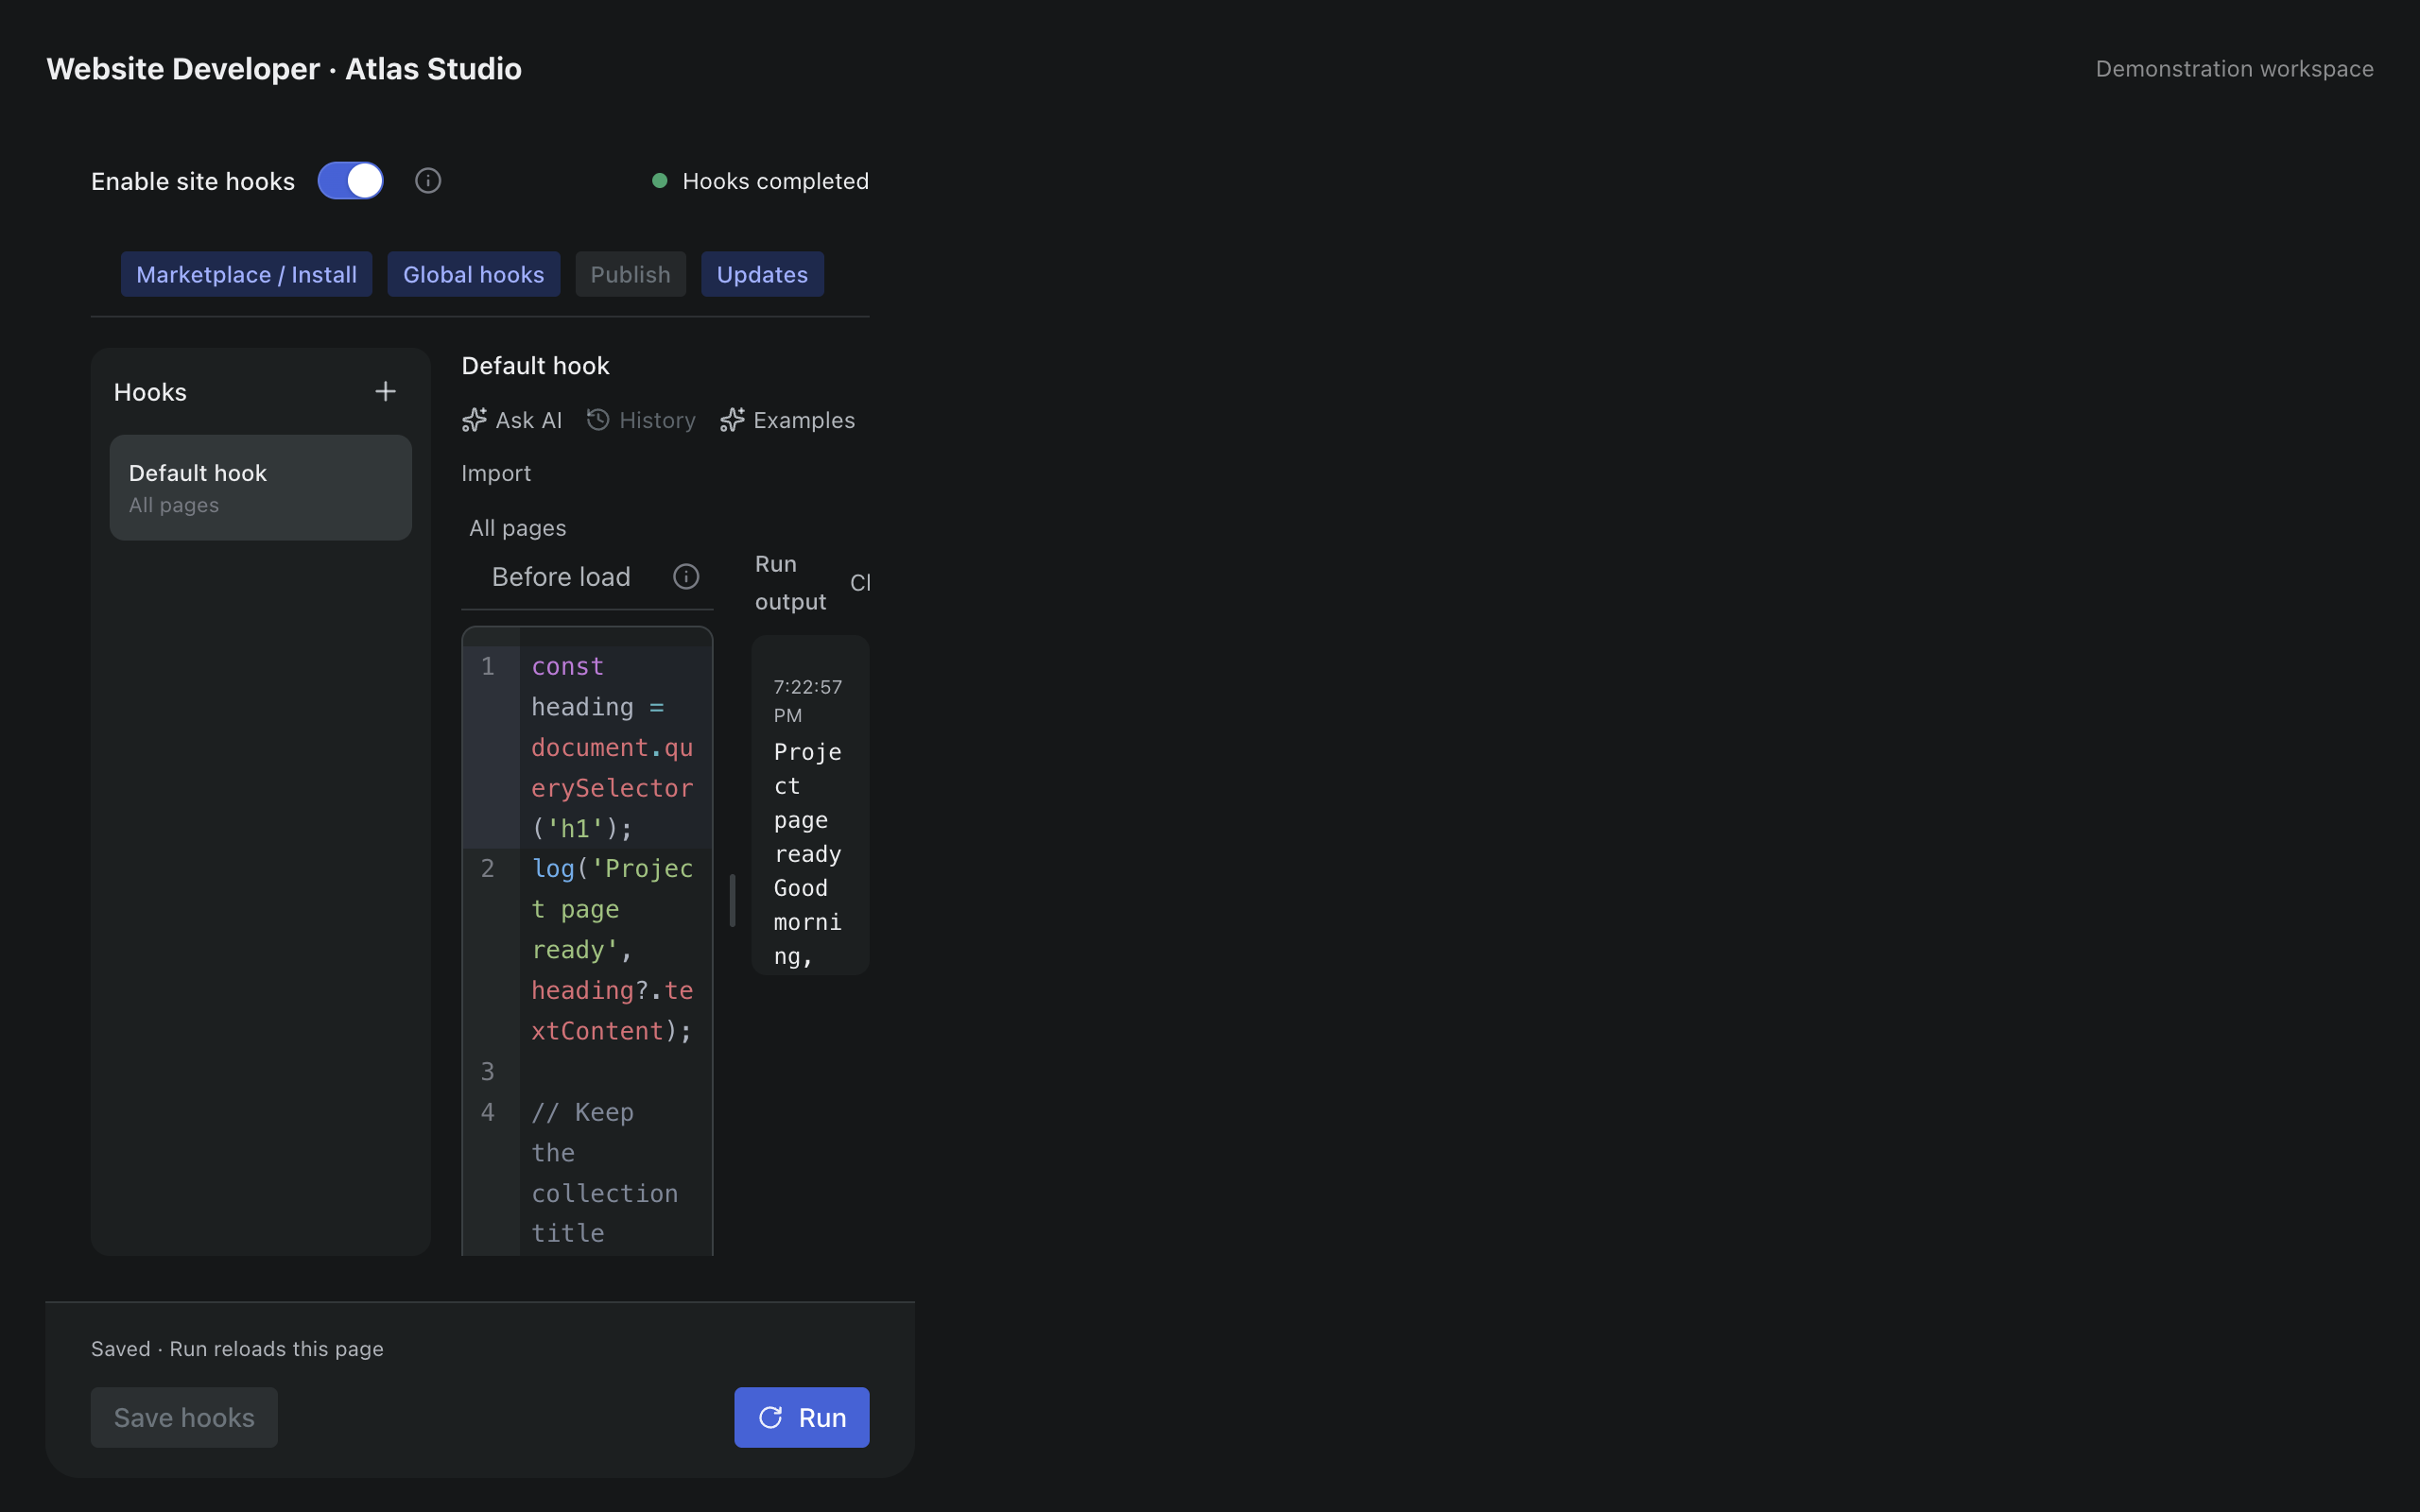 Website Developer · Atlas Studio
Demonstration workspace
Enable site hooks
Hooks completed
Marketplace / Install
Global hooks
Publish
Updates
Hooks
Default hook
All pages
Default hook
Ask AI
History
Examples
Import
All pages
Before load
1 const
heading =
document.qu
erySelector
('h1');
2 log('Projec
t page
ready',
heading?.te
xtContent);
3
4 // Keep
the
collection
title
Run
output
Cl
7:22:57
PM
Proje
ct
page
ready
Good
morni
ng,
Saved · Run reloads this page
Save hooks
Run